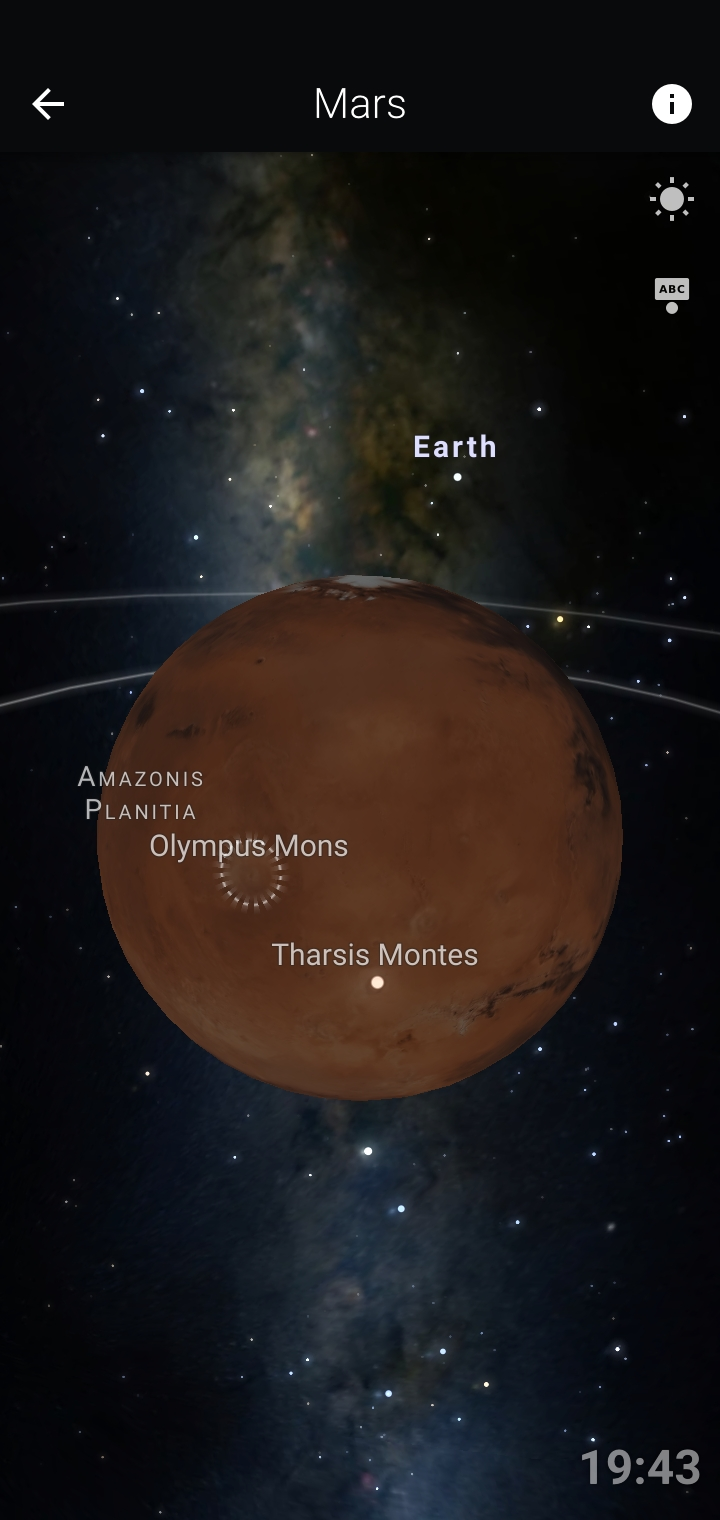 Mars
ABC
Earth
AMAZONIS
PLANITIA
Olympus Mons
Tharsis Montes
19:43